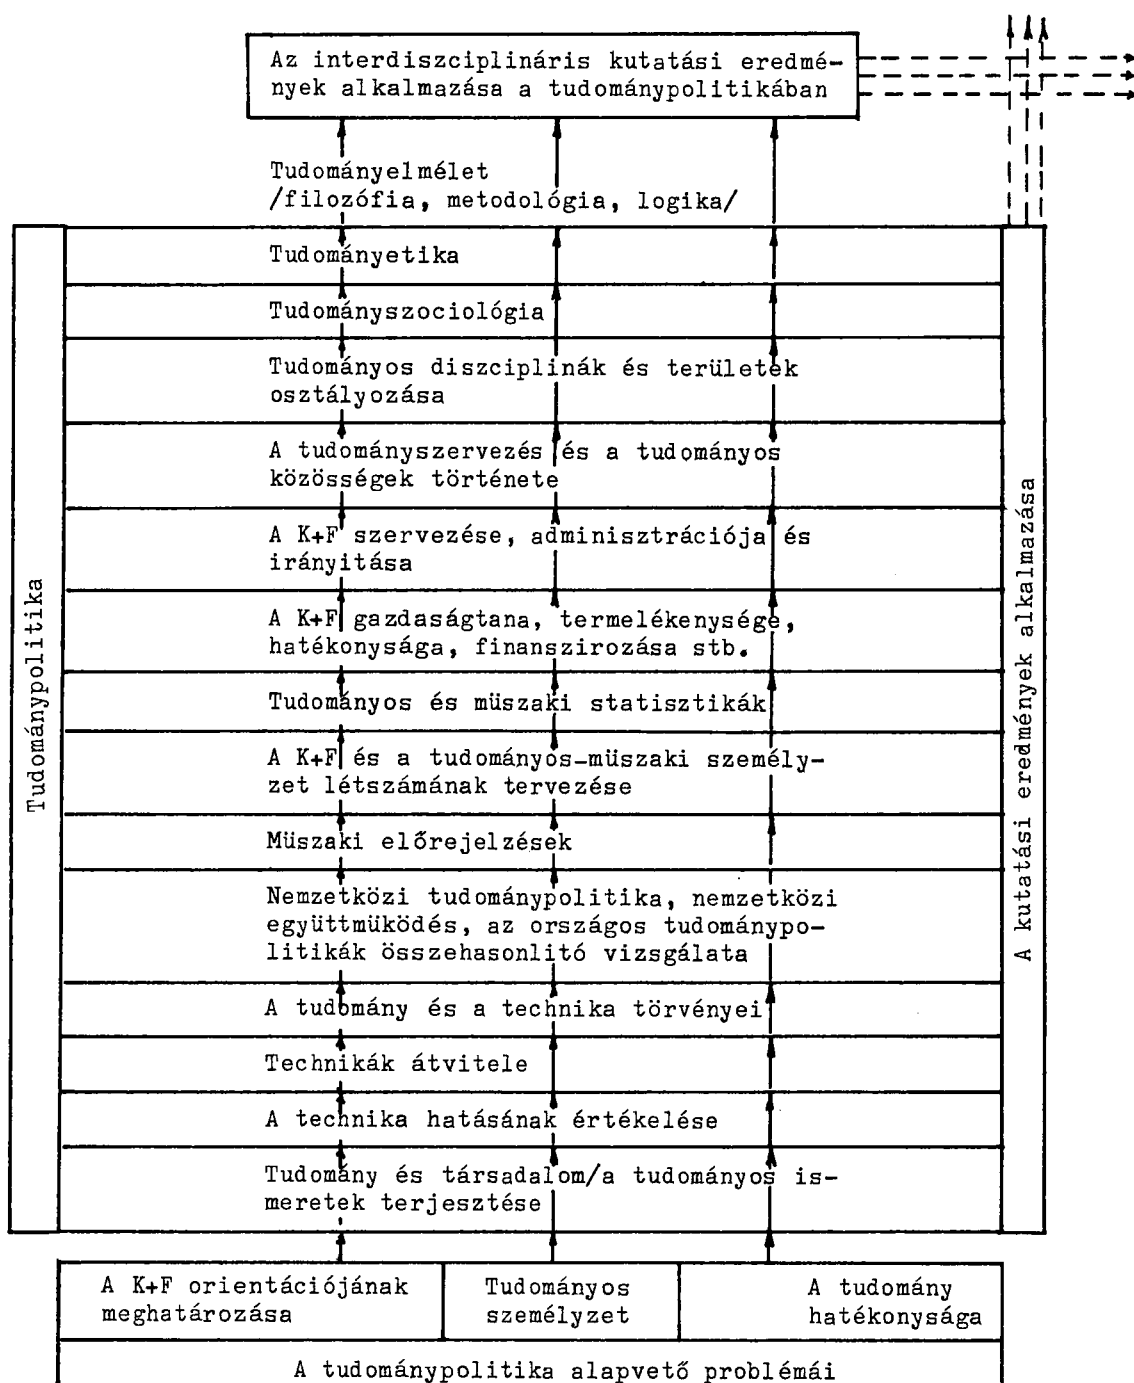 Az interdiszciplináris kutatási eredmé-
nyek alkalmazása a tudománypolitikában
Tudományelmélet
/filozófia, metodológia, logika/
Tudományetika
Tudományszociológia
Tudományos diszciplinák és területek
osztályozása
A tudományszervezés és a tudományos
közösségek története
A K+F szervezése, adminisztrációja és
irányitása
A K+F gazdaságtana, termelékenysége,
hatékonysága, finanszirozása stb.
Tudományos és müszaki statisztikák
A K+F és a tudományos-müszaki személy-
zet létszámának tervezése
Müszaki előrejelzések
Nemzetközi tudománypolitika, nemzetközi
együttmüködés, az országos tudománypo-
litikák összehasonlitó vizsgálata
A tudomány és a technika törvényei
Technikák átvitele
A technika hatásának értékelése
Tudomány és társadalom/a tudományos is-
meretek terjesztése
Tudománypolitika
A kutatási eredmények alkalmazása
A K+F orientációjának
meghatározása
Tudományos
személyzet
A tudomány
hatékonysága
A tudománypolitika alapvető problémái